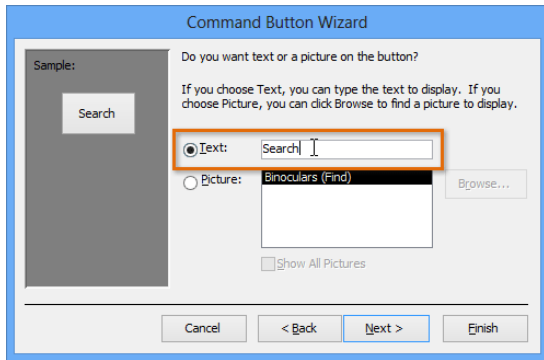 Command Button Wizard
Sample:
Search
Do you want text or a picture on the button?
If you choose Text, you can type the text to display. If you
choose Picture, you can click Browse to find a picture to display.
Text:
Search
Picture:
Binoculars (Find)
Browse...
Show All Pictures
Cancel
< Back
Next >
Finish